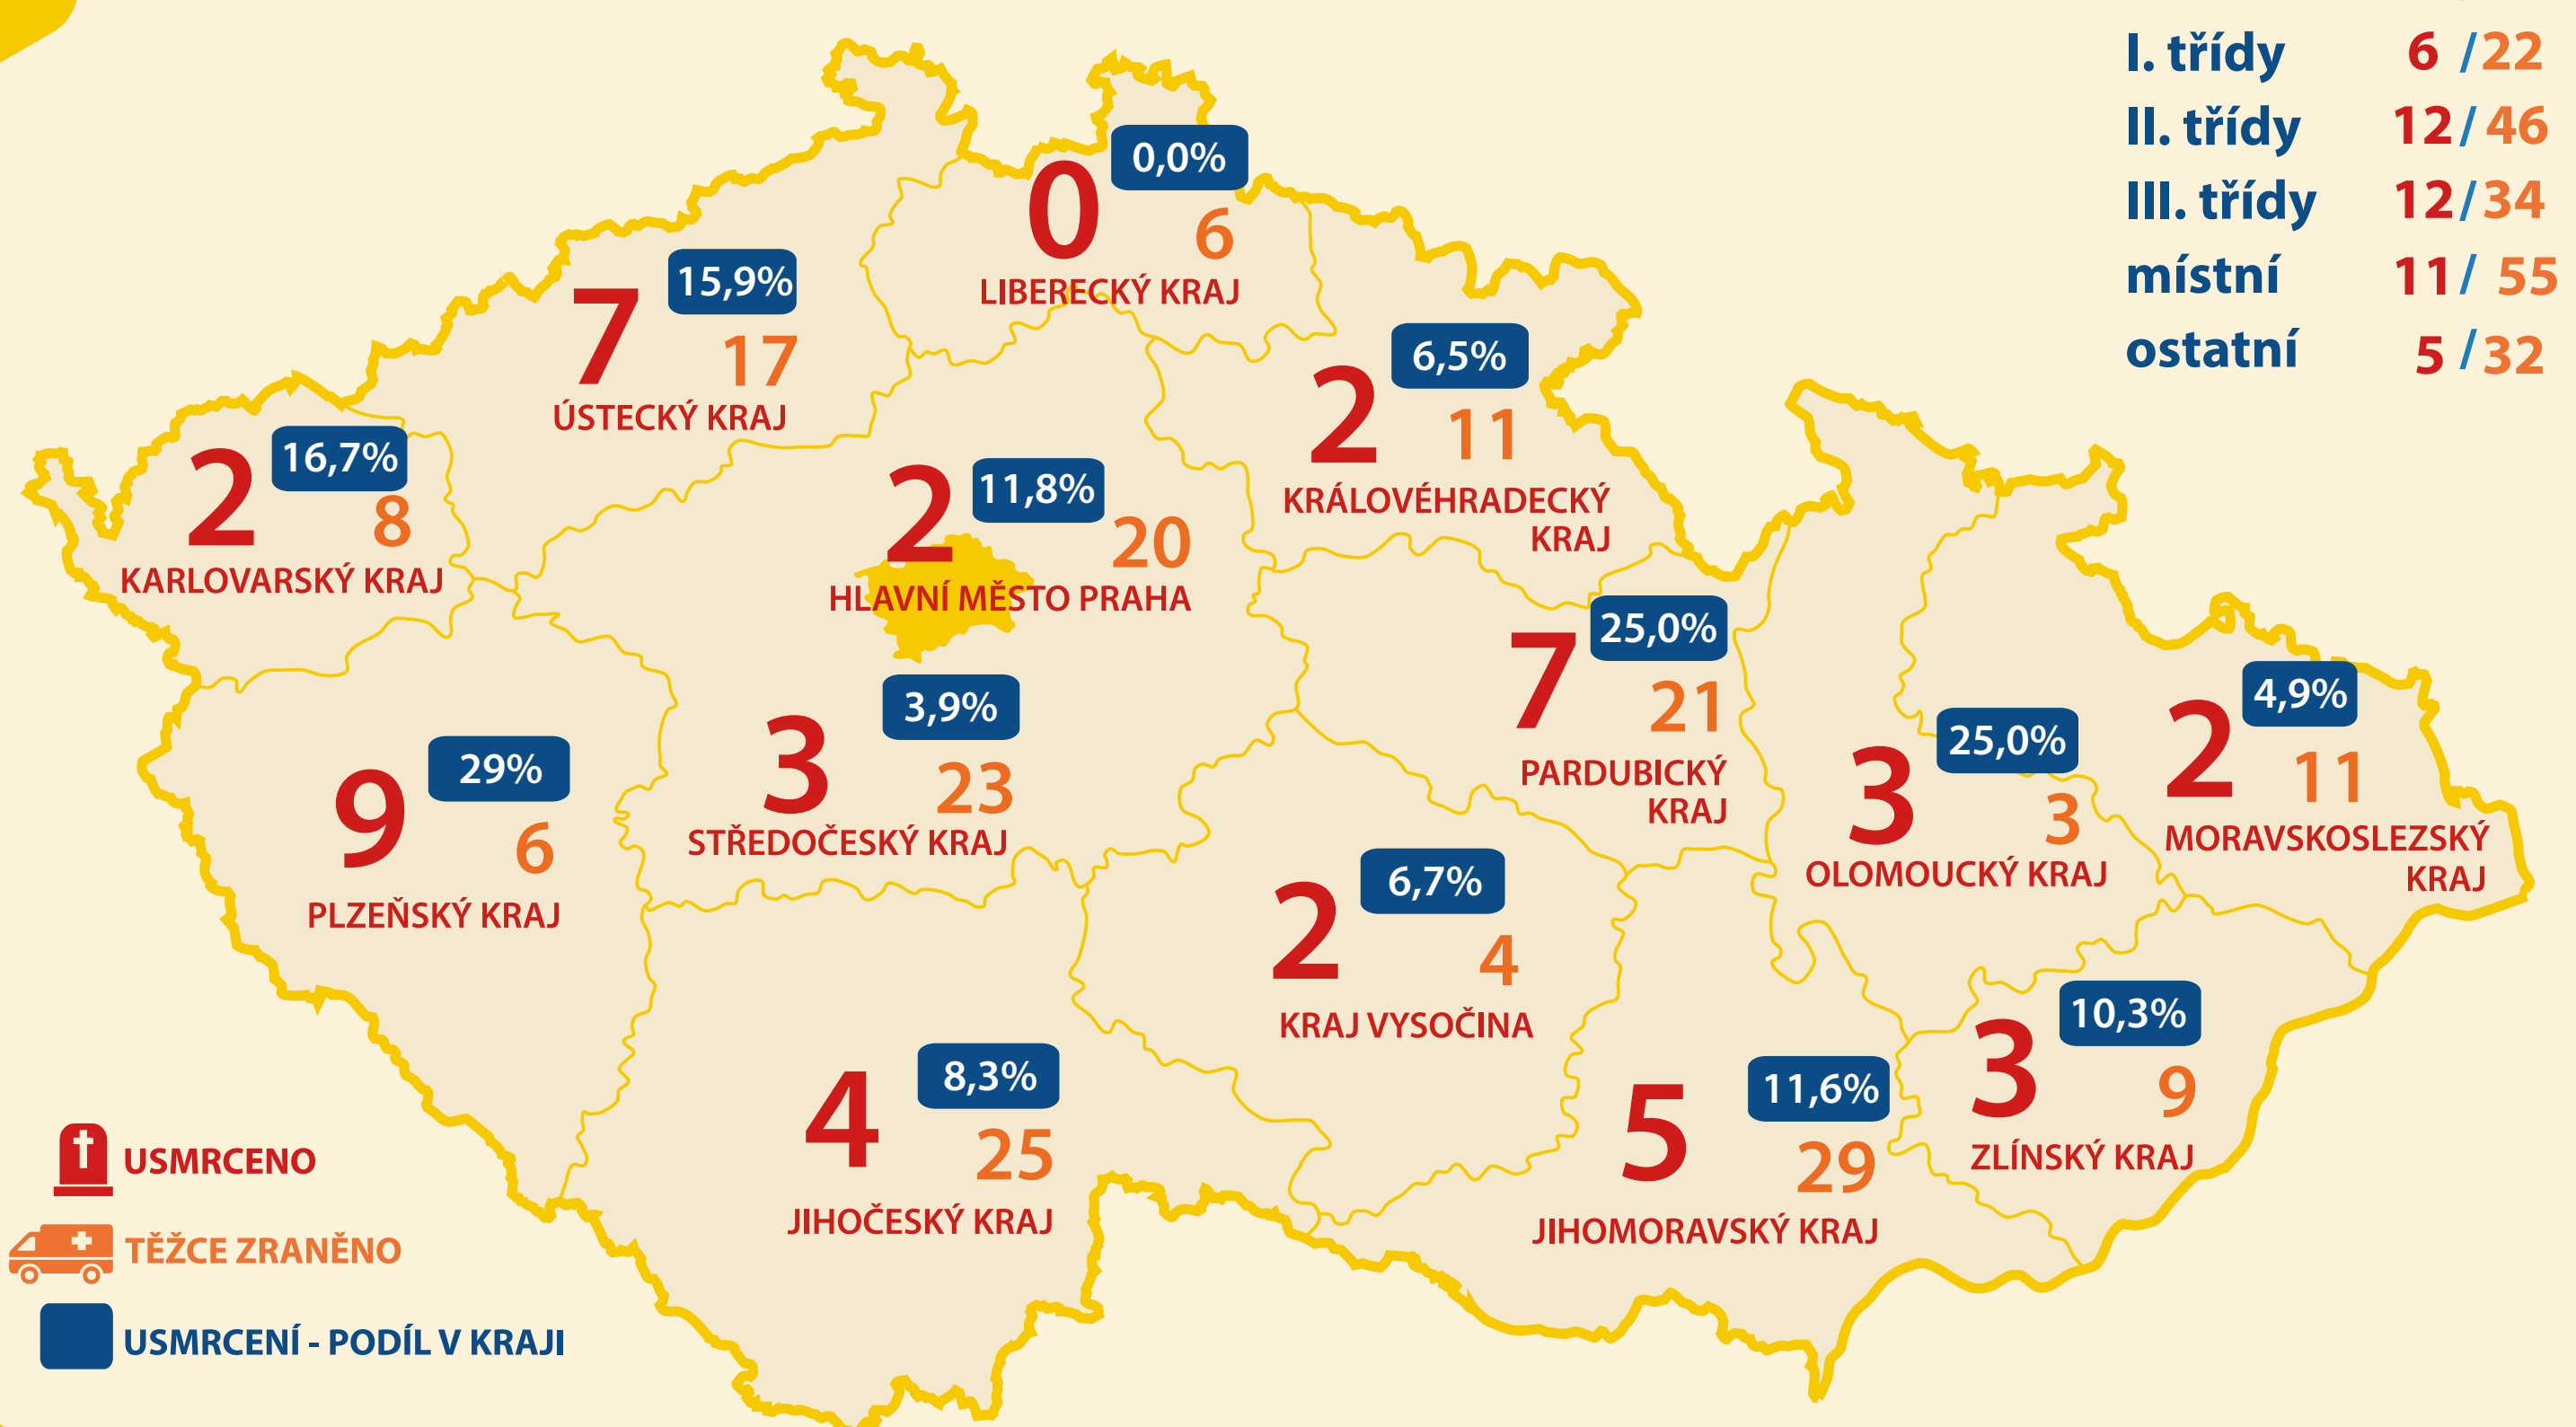 I. třídy 6 / 22
II. třídy 12 / 46
III. třídy 12 / 34
místní 11 / 55
ostatní 5 / 32
0 0,0%
6
LIBERECKÝ KRAJ
7 15,9%
17
ÚSTECKÝ KRAJ
2 6,5%
11
KRÁLOVÉHRADECKÝ
KRAJ
2 16,7%
8
KARLOVARSKÝ KRAJ
2 11,8%
20
HLAVNÍ MĚSTO PRAHA
7 25,0%
21
PARDUBICKÝ
KRAJ
9 29%
6
PLZEŇSKÝ KRAJ
3 3,9%
23
STŘEDOČESKÝ KRAJ
3 25,0%
3
OLOMOUCKÝ KRAJ
2 4,9%
11
MORAVSKOSLEZSKÝ
KRAJ
2 6,7%
4
KRAJ VYSOČINA
4 8,3%
25
JIHOČESKÝ KRAJ
5 11,6%
29
JIHOMORAVSKÝ KRAJ
3 10,3%
9
ZLÍNSKÝ KRAJ
USMRCENO
TĚŽCE ZRANĚNO
USMRCENÍ - PODÍL V KRAJI